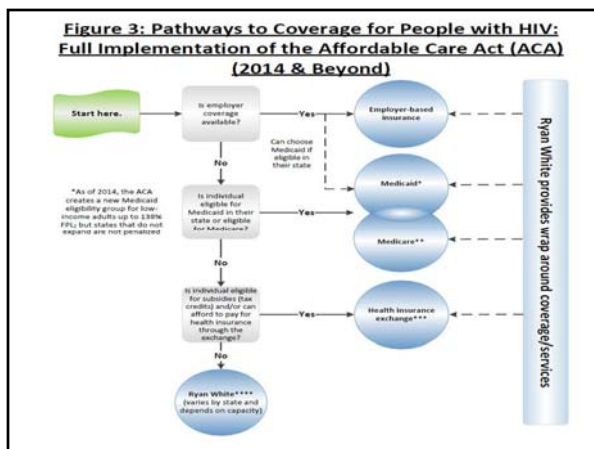 Figure 3: Pathways to Coverage for People with HIV:
Full Implementation of the Affordable Care Act (ACA)
(2014 & Beyond)
Start here.
Is employer
coverage
available?
Yes
Employer-based
insurance
Can choose
Medicaid if
eligible in
their state
No
*As of 2014, the ACA
creates a new Medicaid
eligibility group for low-
income adults up to 138%
FPL; but states that do not
expand are not penalized
Is individual
eligible for
Medicaid in their
state or eligible
for Medicare?
Yes
Medicaid*
Medicare**
No
Is individual eligible
for subsidies (tax
credits) and/or can
afford to pay for
health insurance
through the
exchange?
Yes
Health insurance
exchange***
No
Ryan White****
(varies by state and
depends on capacity)
Ryan White provides wrap around coverage/services